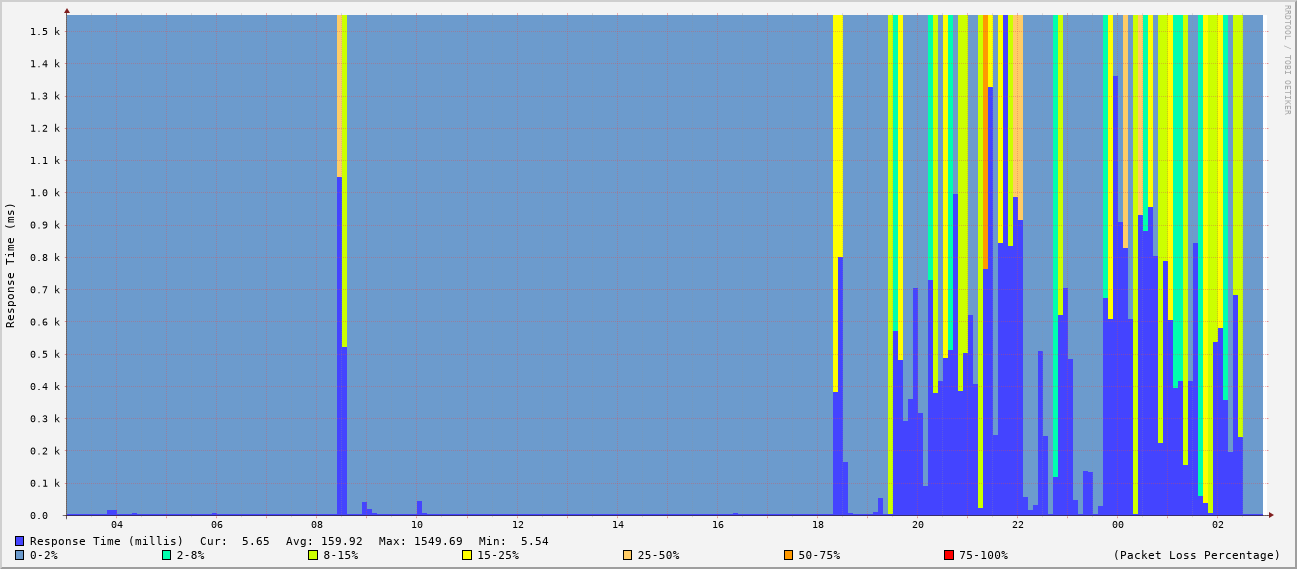 RRDTOOL / TOBI OETIKER
Response Time (ms)
1.5 k
1.4 k
1.3 k
1.2 k
1.1 k
1.0 k
0.9 k
0.8 k
0.7 k
0.6 k
0.5 k
0.4 k
0.3 k
0.2 k
0.1 k
0.0
04 06 08 10 12 14 16 18 20 22 00 02
Response Time (millis) Cur: 5.65 Avg: 159.92 Max: 1549.69 Min: 5.54
0-2% 2-8% 8-15% 15-25% 25-50% 50-75% 75-100% (Packet Loss Percentage)